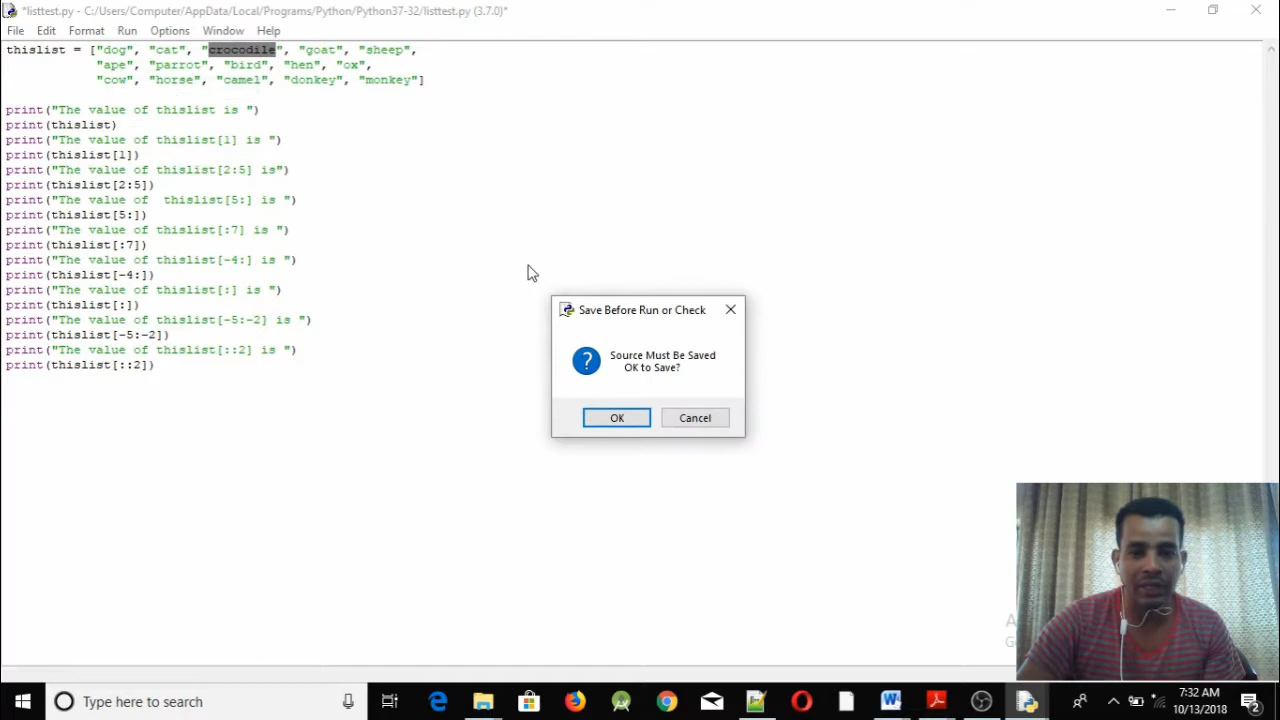 *listtest.py - C:/Users/Computer/AppData/Local/Programs/Python/Python37-32/listtest.py (3.7.0)*
File Edit Format Run Options Window Help
thislist = ["dog", "cat", "crocodile", "goat", "sheep",
"ape", "parrot", "bird", "hen", "ox",
"cow", "horse", "camel", "donkey", "monkey"]
print("The value of thislist is ")
print(thislist)
print("The value of thislist[1] is ")
print(thislist[1])
print("The value of thislist[2:5] is")
print(thislist[2:5])
print("The value of  thislist[5:] is ")
print(thislist[5:])
print("The value of thislist[:7] is ")
print(thislist[:7])
print("The value of thislist[-4:] is ")
print(thislist[-4:])
print("The value of thislist[:] is ")
print(thislist[:])
print("The value of thislist[-5:-2] is ")
print(thislist[-5:-2])
print("The value of thislist[::2] is ")
print(thislist[::2])
Save Before Run or Check
Source Must Be Saved
OK to Save?
OK Cancel
Type here to search
7:32 AM
10/13/2018
2